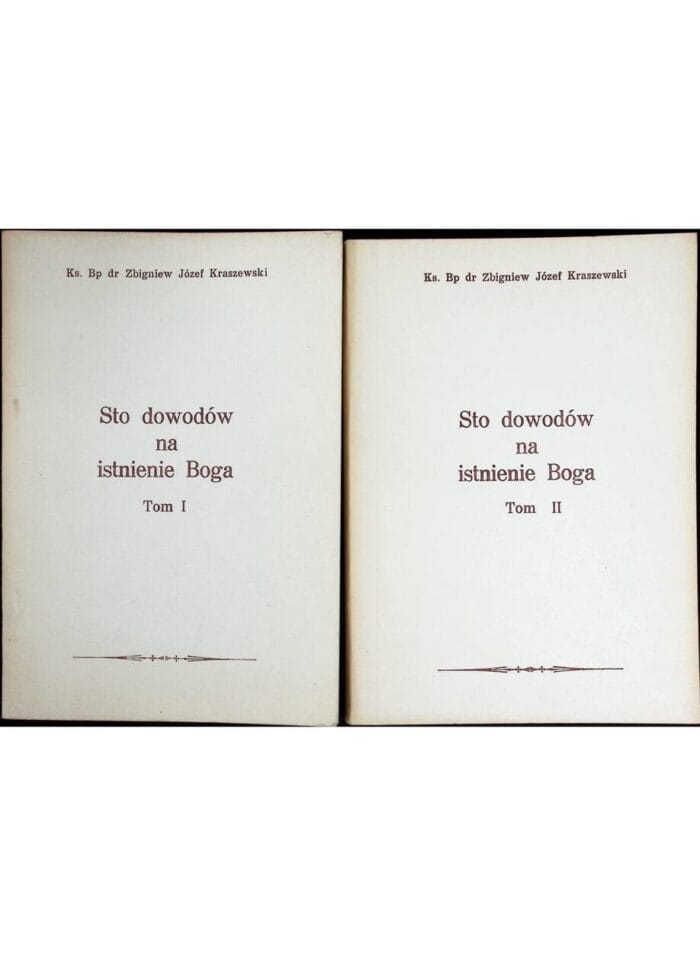 Ks. Bp dr Zbigniew Józef Kraszewski
Sto dowodów
na
istnienie Boga
Tom I
Ks. Bp dr Zbigniew Józef Kraszewski
Sto dowodów
na
istnienie Boga
Tom II